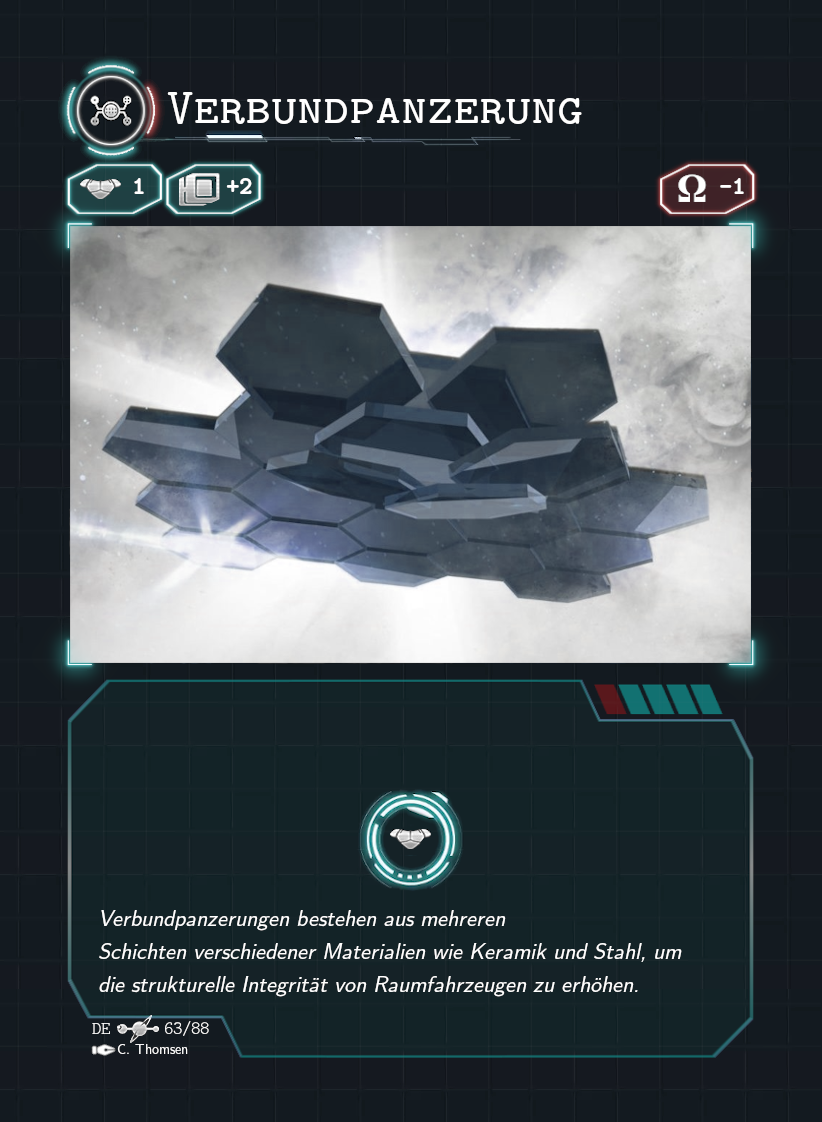 VERBUNDPANZERUNG
1 +2 Ω −1
Verbundpanzerungen bestehen aus mehreren
Schichten verschiedener Materialien wie Keramik und Stahl, um
die strukturelle Integrität von Raumfahrzeugen zu erhöhen.
DE 63/88
C. Thomsen